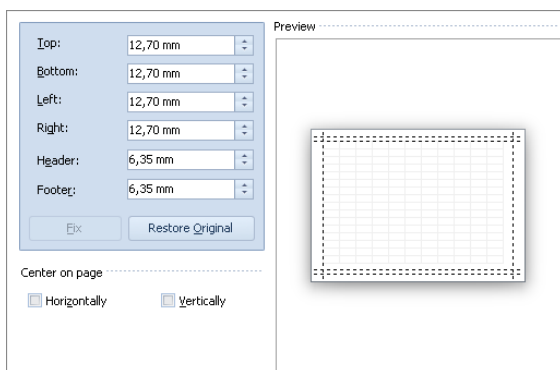 Top: 12,70 mm
Bottom: 12,70 mm
Left: 12,70 mm
Right: 12,70 mm
Header: 6,35 mm
Footer: 6,35 mm
Fix Restore Original
Center on page
Horizontally Vertically
Preview